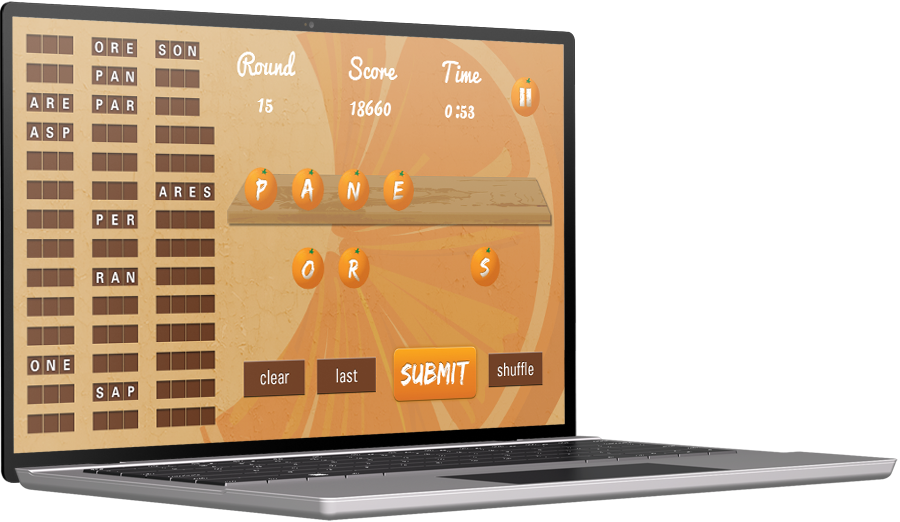 ORE SON
PAN
ARE PAR
ASP
ARES
PER
RAN
ONE
SAP
Round Score Time
15 18660 0:53
P A N E
O R S
clear last SUBMIT shuffle